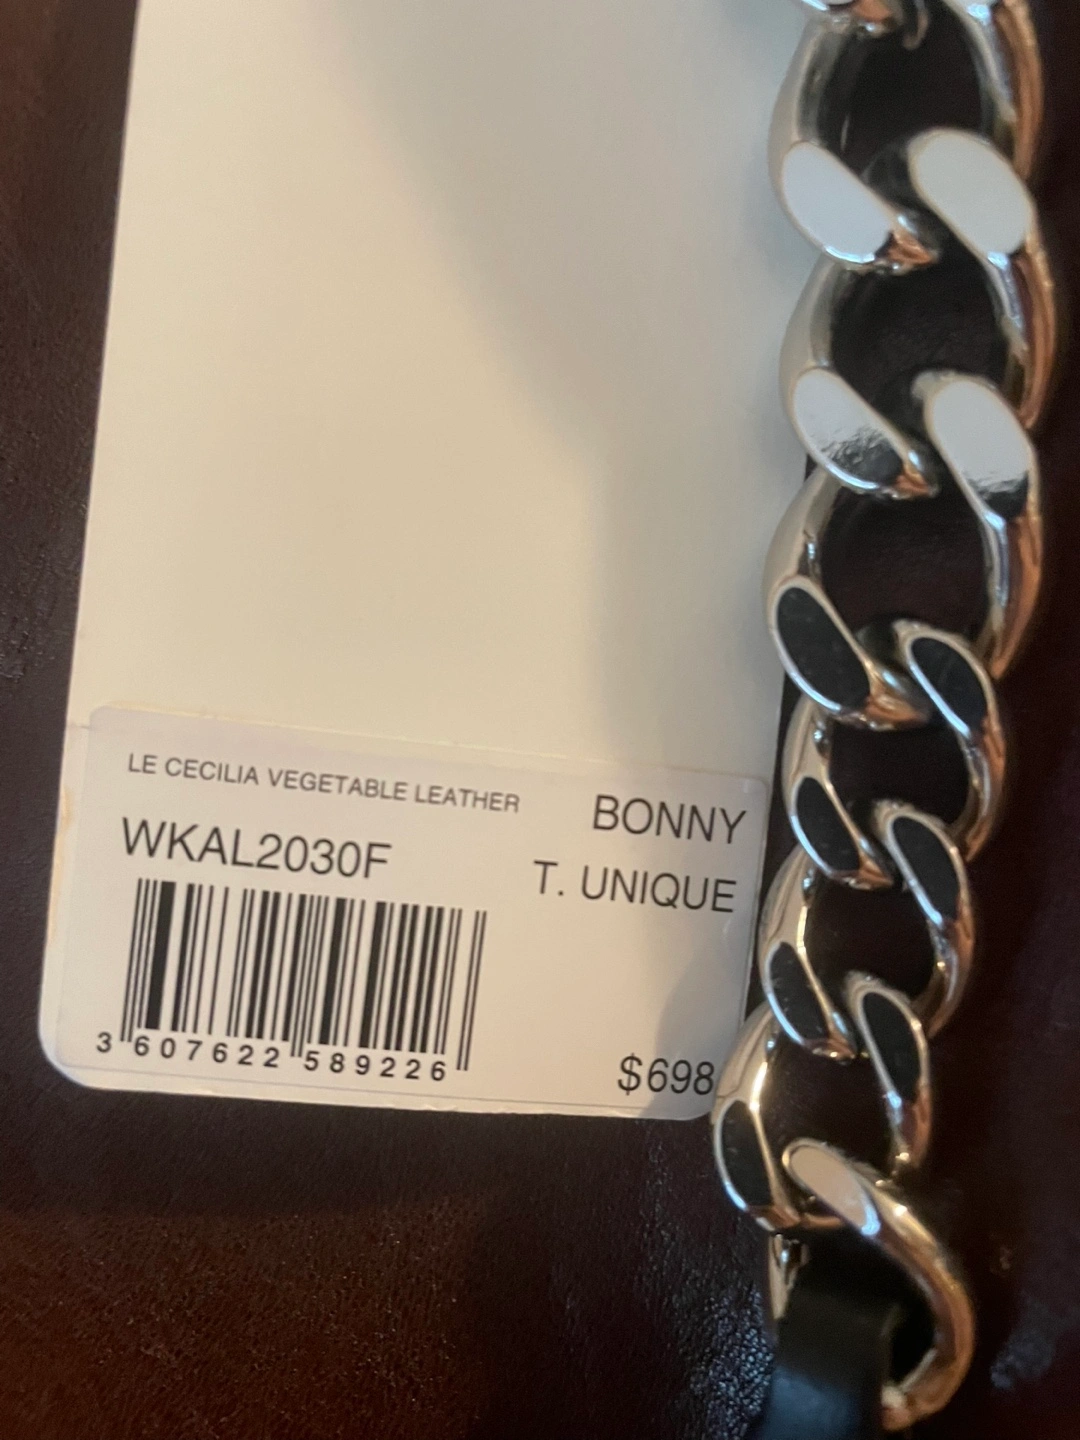 LE CECILIA VEGETABLE LEATHER
BONNY
WKAL2030F
T. UNIQUE
3 607622 589226
$698